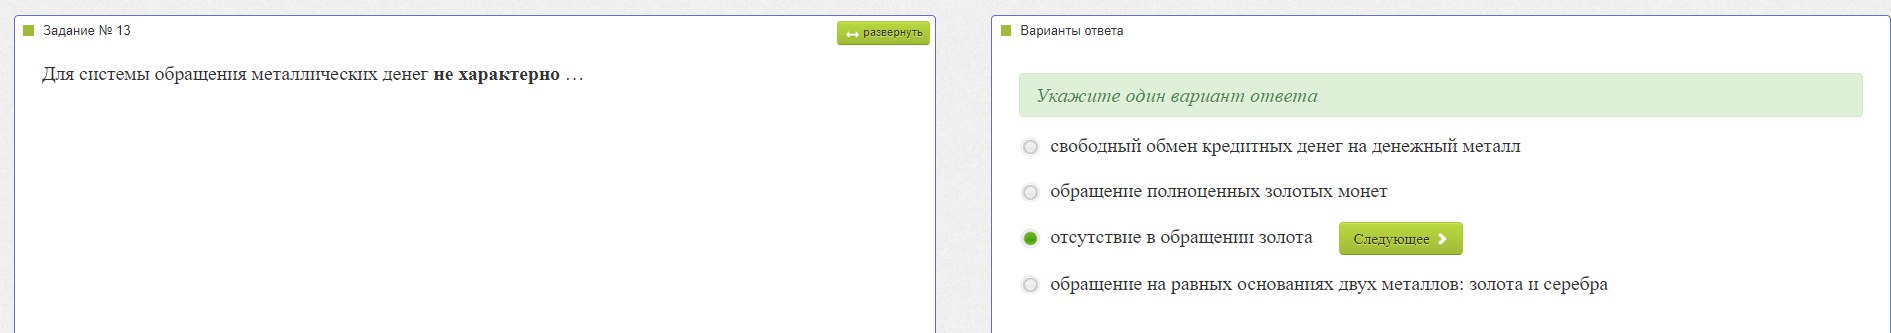 Задание № 13
развернуть
Для системы обращения металлических денег не характерно …
Варианты ответа
Укажите один вариант ответа
свободный обмен кредитных денег на денежный металл
обращение полноценных золотых монет
отсутствие в обращении золота
Следующее
обращение на равных основаниях двух металлов: золота и серебра